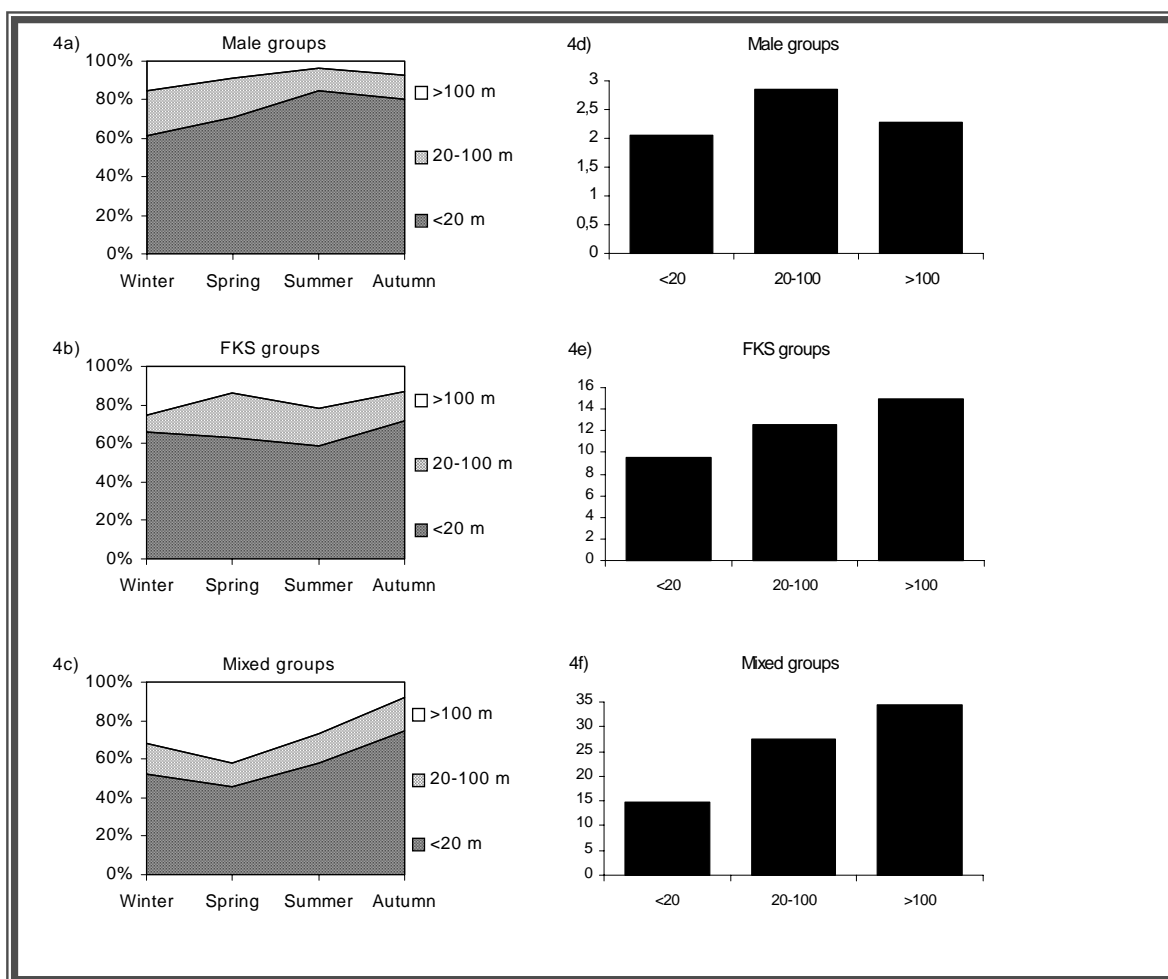 4a) Male groups
100%
80%
60%
40%
20%
0%
>100 m
20-100 m
<20 m
Winter Spring Summer Autumn
4d) Male groups
3
2,5
2
1,5
1
0,5
0
<20 20-100 >100
4b) FKS groups
100%
80%
60%
40%
20%
0%
>100 m
20-100 m
<20 m
Winter Spring Summer Autumn
4e) FKS groups
16
14
12
10
8
6
4
2
0
<20 20-100 >100
4c) Mixed groups
100%
80%
60%
40%
20%
0%
>100 m
20-100 m
<20 m
Winter Spring Summer Autumn
4f) Mixed groups
35
30
25
20
15
10
5
0
<20 20-100 >100